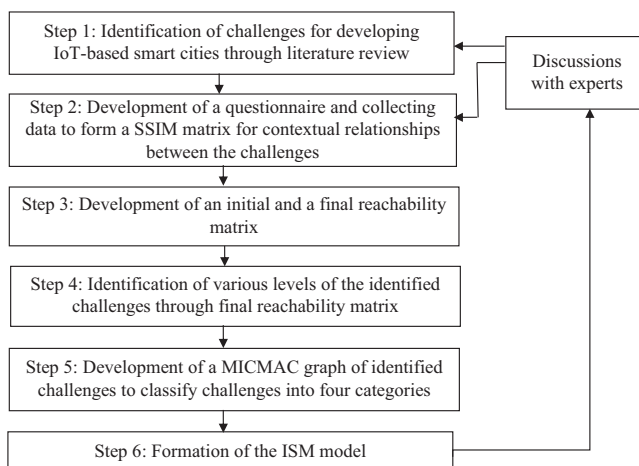 Step 1: Identification of challenges for developing
IoT-based smart cities through literature review
Discussions
with experts
Step 2: Development of a questionnaire and collecting
data to form a SSIM matrix for contextual relationships
between the challenges
Step 3: Development of an initial and a final reachability
matrix
Step 4: Identification of various levels of the identified
challenges through final reachability matrix
Step 5: Development of a MICMAC graph of identified
challenges to classify challenges into four categories
Step 6: Formation of the ISM model